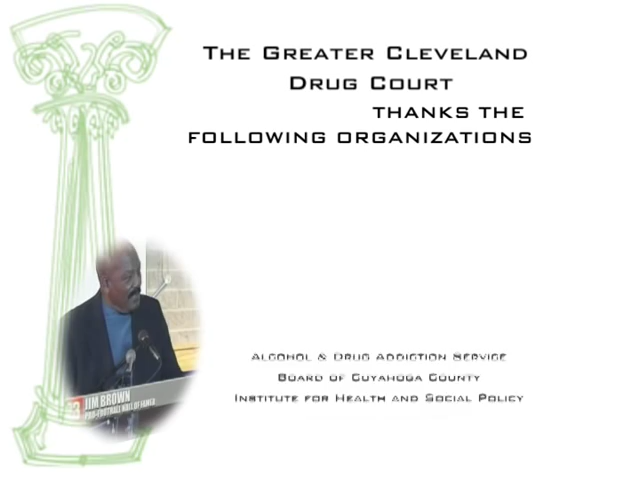 The Greater Cleveland
Drug Court
thanks the
following organizations
JIM BROWN
PRO-FOOTBALL HALL OF FAMER
Alcohol & Drug Addiction Service
Board of Cuyahoga County
Institute for Health and Social Policy